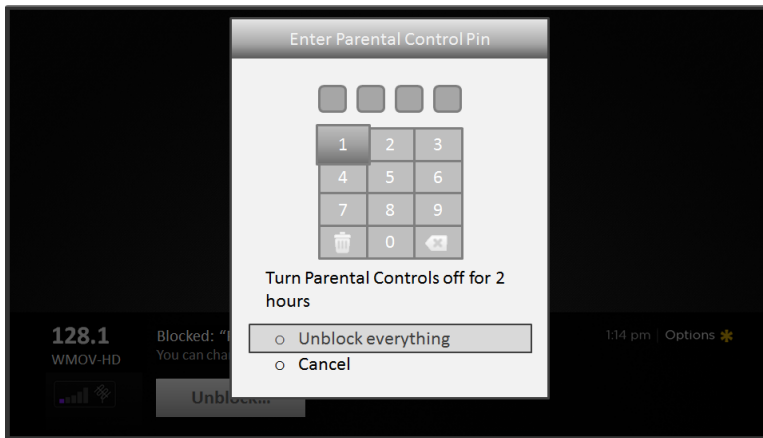 Enter Parental Control Pin
1 2 3
4 5 6
7 8 9
0
Turn Parental Controls off for 2
hours
Unblock everything
Cancel
128.1
WMOV-HD
Blocked:
You can
Unblock...
1:14 pm | Options